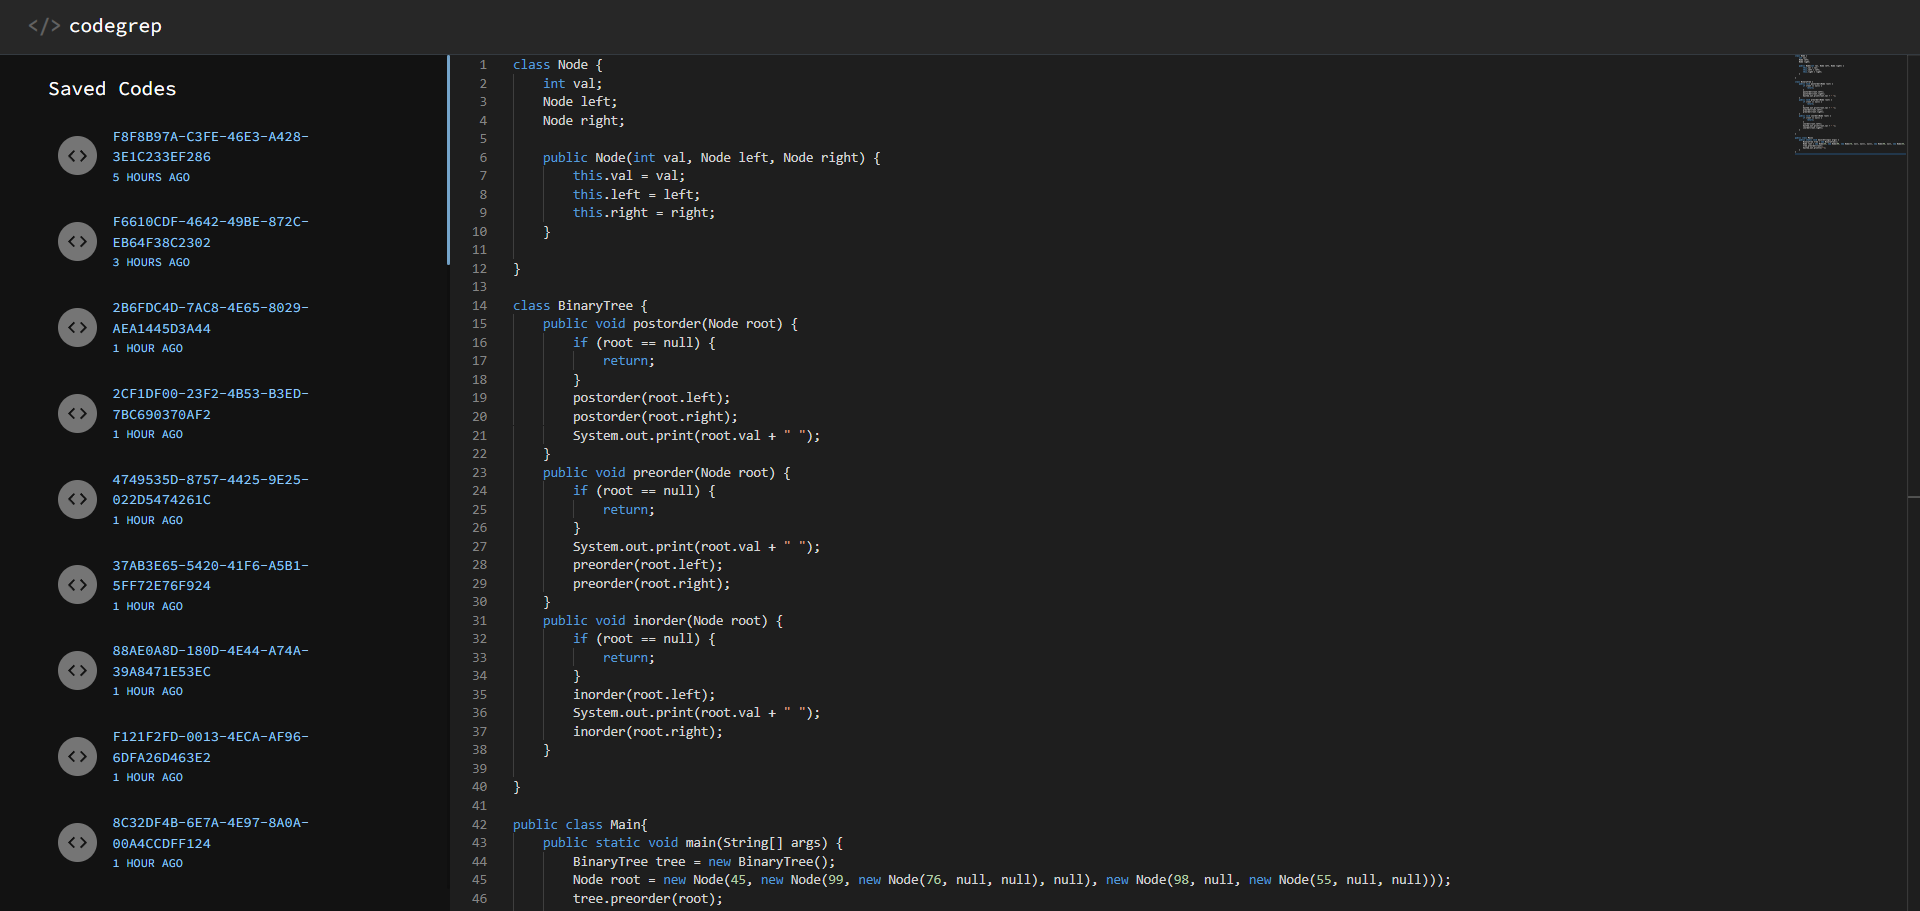 </> codegrep
Saved Codes
F8F8B97A-C3FE-46E3-A428-
3E1C233EF286
5 HOURS AGO
F6610CDF-4642-49BE-872C-
EB64F38C2302
3 HOURS AGO
2B6FDC4D-7AC8-4E65-8029-
AEA1445D3A44
1 HOUR AGO
2CF1DF00-23F2-4B53-B3ED-
7BC690370AF2
1 HOUR AGO
4749535D-8757-4425-9E25-
022D5474261C
1 HOUR AGO
37AB3E65-5420-41F6-A5B1-
5FF72E76F924
1 HOUR AGO
88AE0A8D-180D-4E44-A74A-
39A8471E53EC
1 HOUR AGO
F121F2FD-0013-4ECA-AF96-
6DFA26D463E2
1 HOUR AGO
8C32DF4B-6E7A-4E97-8A0A-
00A4CCDFF124
1 HOUR AGO
1 class Node {
2     int val;
3     Node left;
4     Node right;
5
6     public Node(int val, Node left, Node right) {
7         this.val = val;
8         this.left = left;
9         this.right = right;
10     }
11
12 }
13
14 class BinaryTree {
15     public void postorder(Node root) {
16         if (root == null) {
17             return;
18         }
19         postorder(root.left);
20         postorder(root.right);
21         System.out.print(root.val + " ");
22     }
23     public void preorder(Node root) {
24         if (root == null) {
25             return;
26         }
27         System.out.print(root.val + " ");
28         preorder(root.left);
29         preorder(root.right);
30     }
31     public void inorder(Node root) {
32         if (root == null) {
33             return;
34         }
35         inorder(root.left);
36         System.out.print(root.val + " ");
37         inorder(root.right);
38     }
39
40 }
41
42 public class Main{
43     public static void main(String[] args) {
44         BinaryTree tree = new BinaryTree();
45         Node root = new Node(45, new Node(99, new Node(76, null, null), null), new Node(98, null, new Node(55, null, null)));
46         tree.preorder(root);